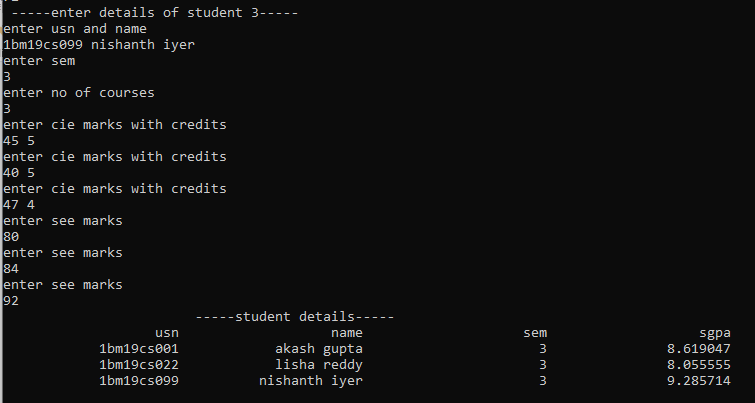 -----enter details of student 3-----
enter usn and name
1bm19cs099 nishanth iyer
enter sem
3
enter no of courses
3
enter cie marks with credits
45 5
enter cie marks with credits
40 5
enter cie marks with credits
47 4
enter see marks
80
enter see marks
84
enter see marks
92
-----student details-----
usn name sem sgpa
1bm19cs001 akash gupta 3 8.619047
1bm19cs022 lisha reddy 3 8.055555
1bm19cs099 nishanth iyer 3 9.285714